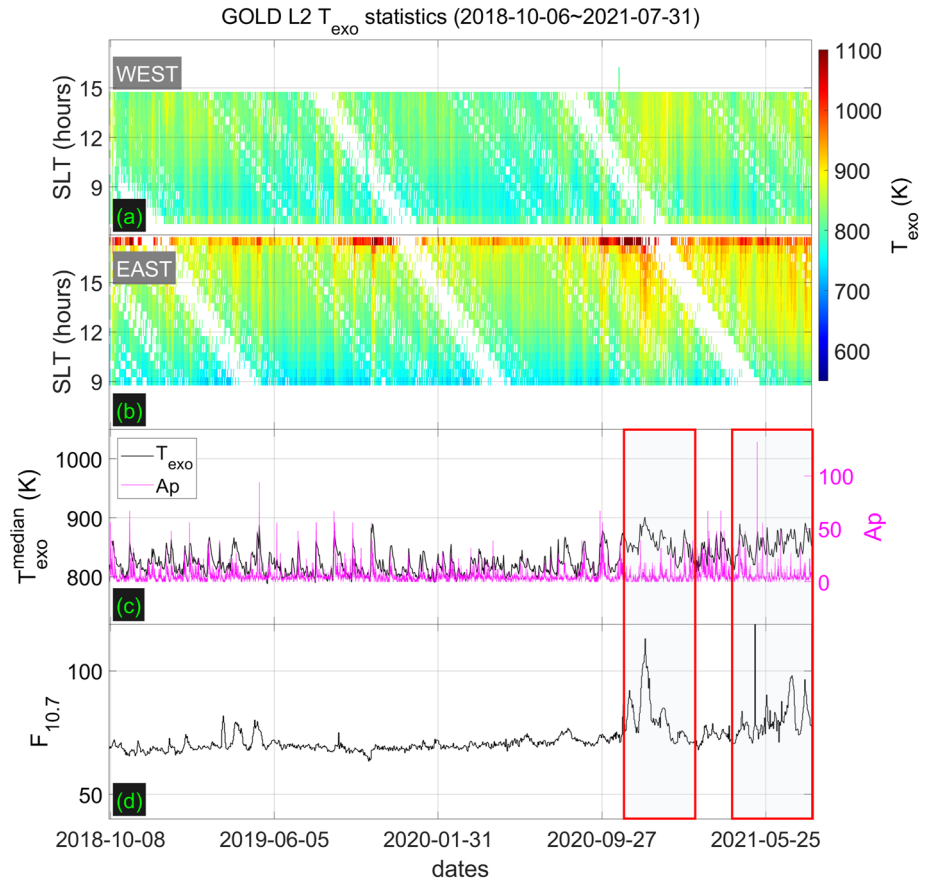 GOLD L2 Texo statistics (2018-10-06~2021-07-31)
WEST
15
12
9
SLT (hours)
(a)
EAST
15
12
9
SLT (hours)
(b)
1100
1000
900
800
700
600
Texo (K)
Texo
Ap
1000
900
800
Tmedianexo (K)
100
50
0
Ap
(c)
100
50
F10.7
(d)
2018-10-08 2019-06-05 2020-01-31 2020-09-27 2021-05-25
dates